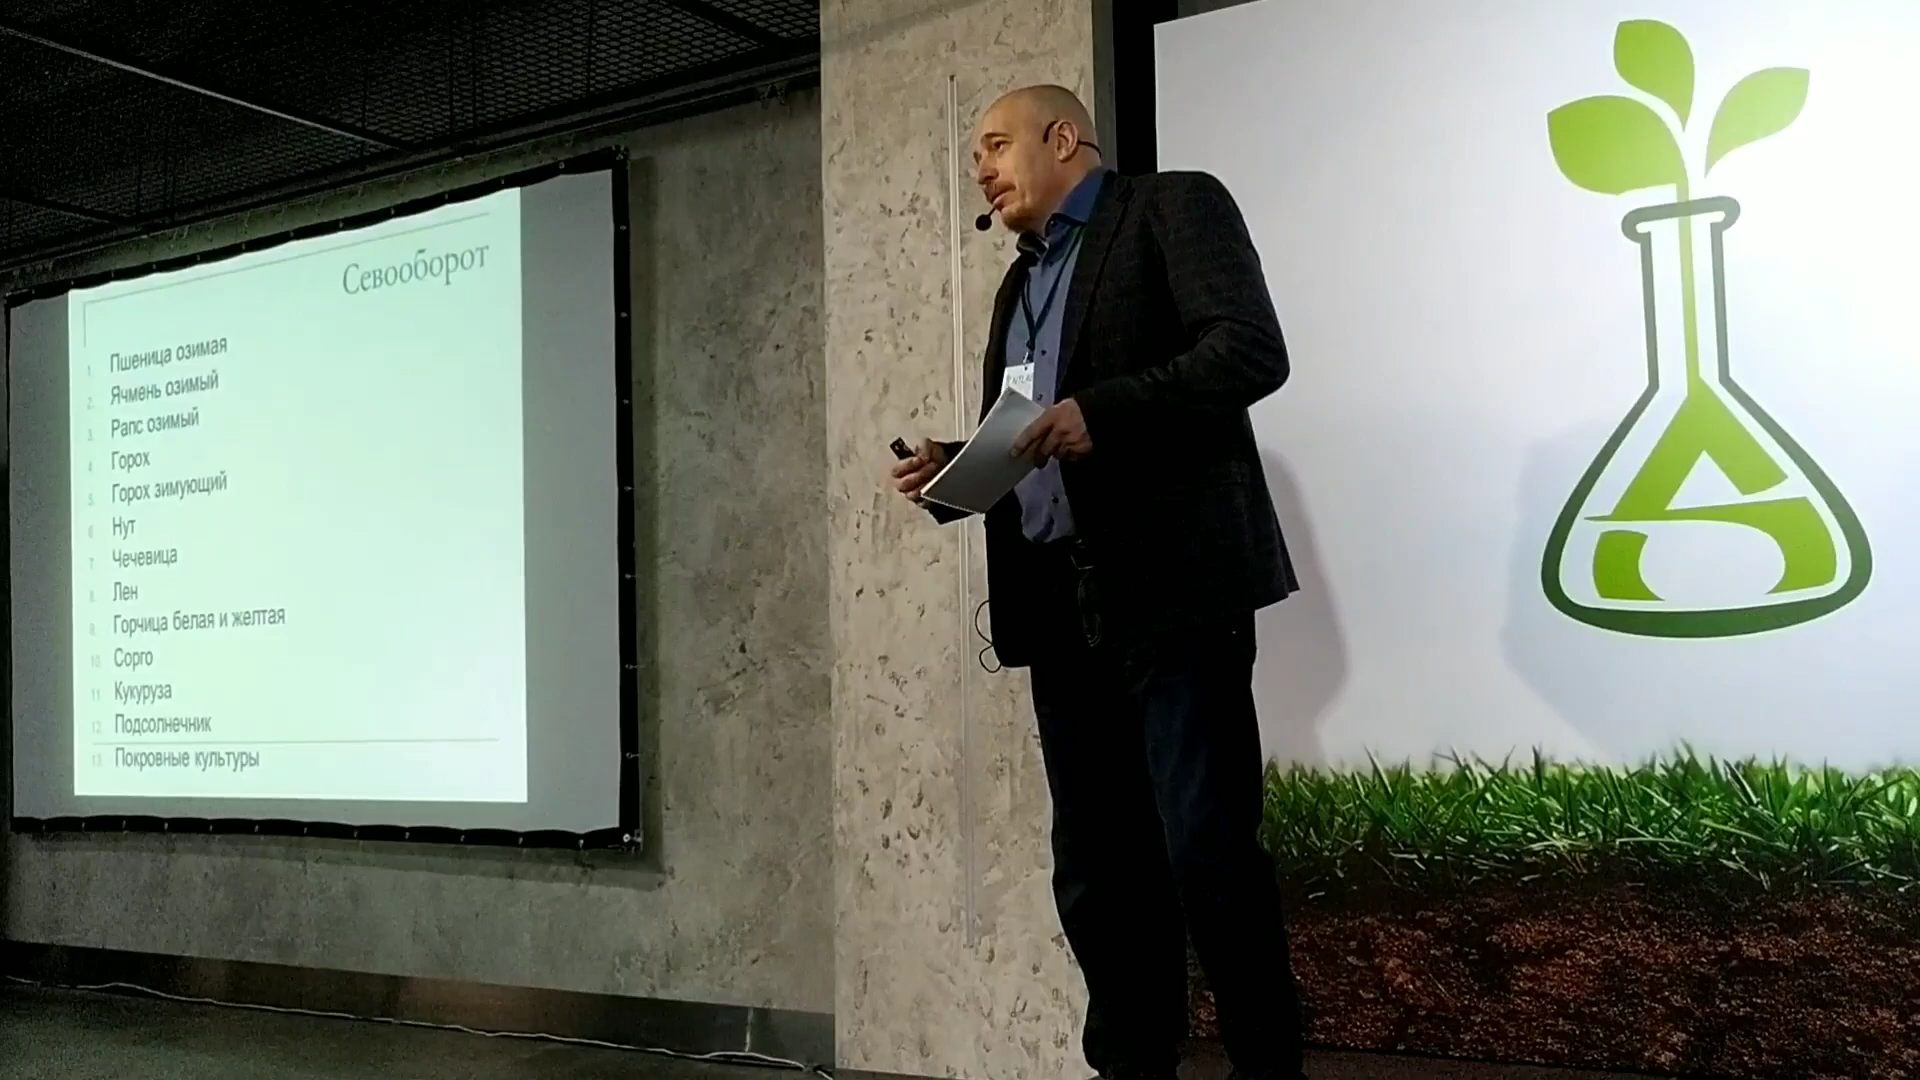 Севооборот
1. Пшеница озимая
2. Ячмень озимый
3. Рапс озимый
4. Горох
5. Горох зимующий
6. Нут
7. Чечевица
8. Лен
9. Горчица белая и желтая
10. Сорго
11. Кукуруза
12. Подсолнечник
13. Покровные культуры